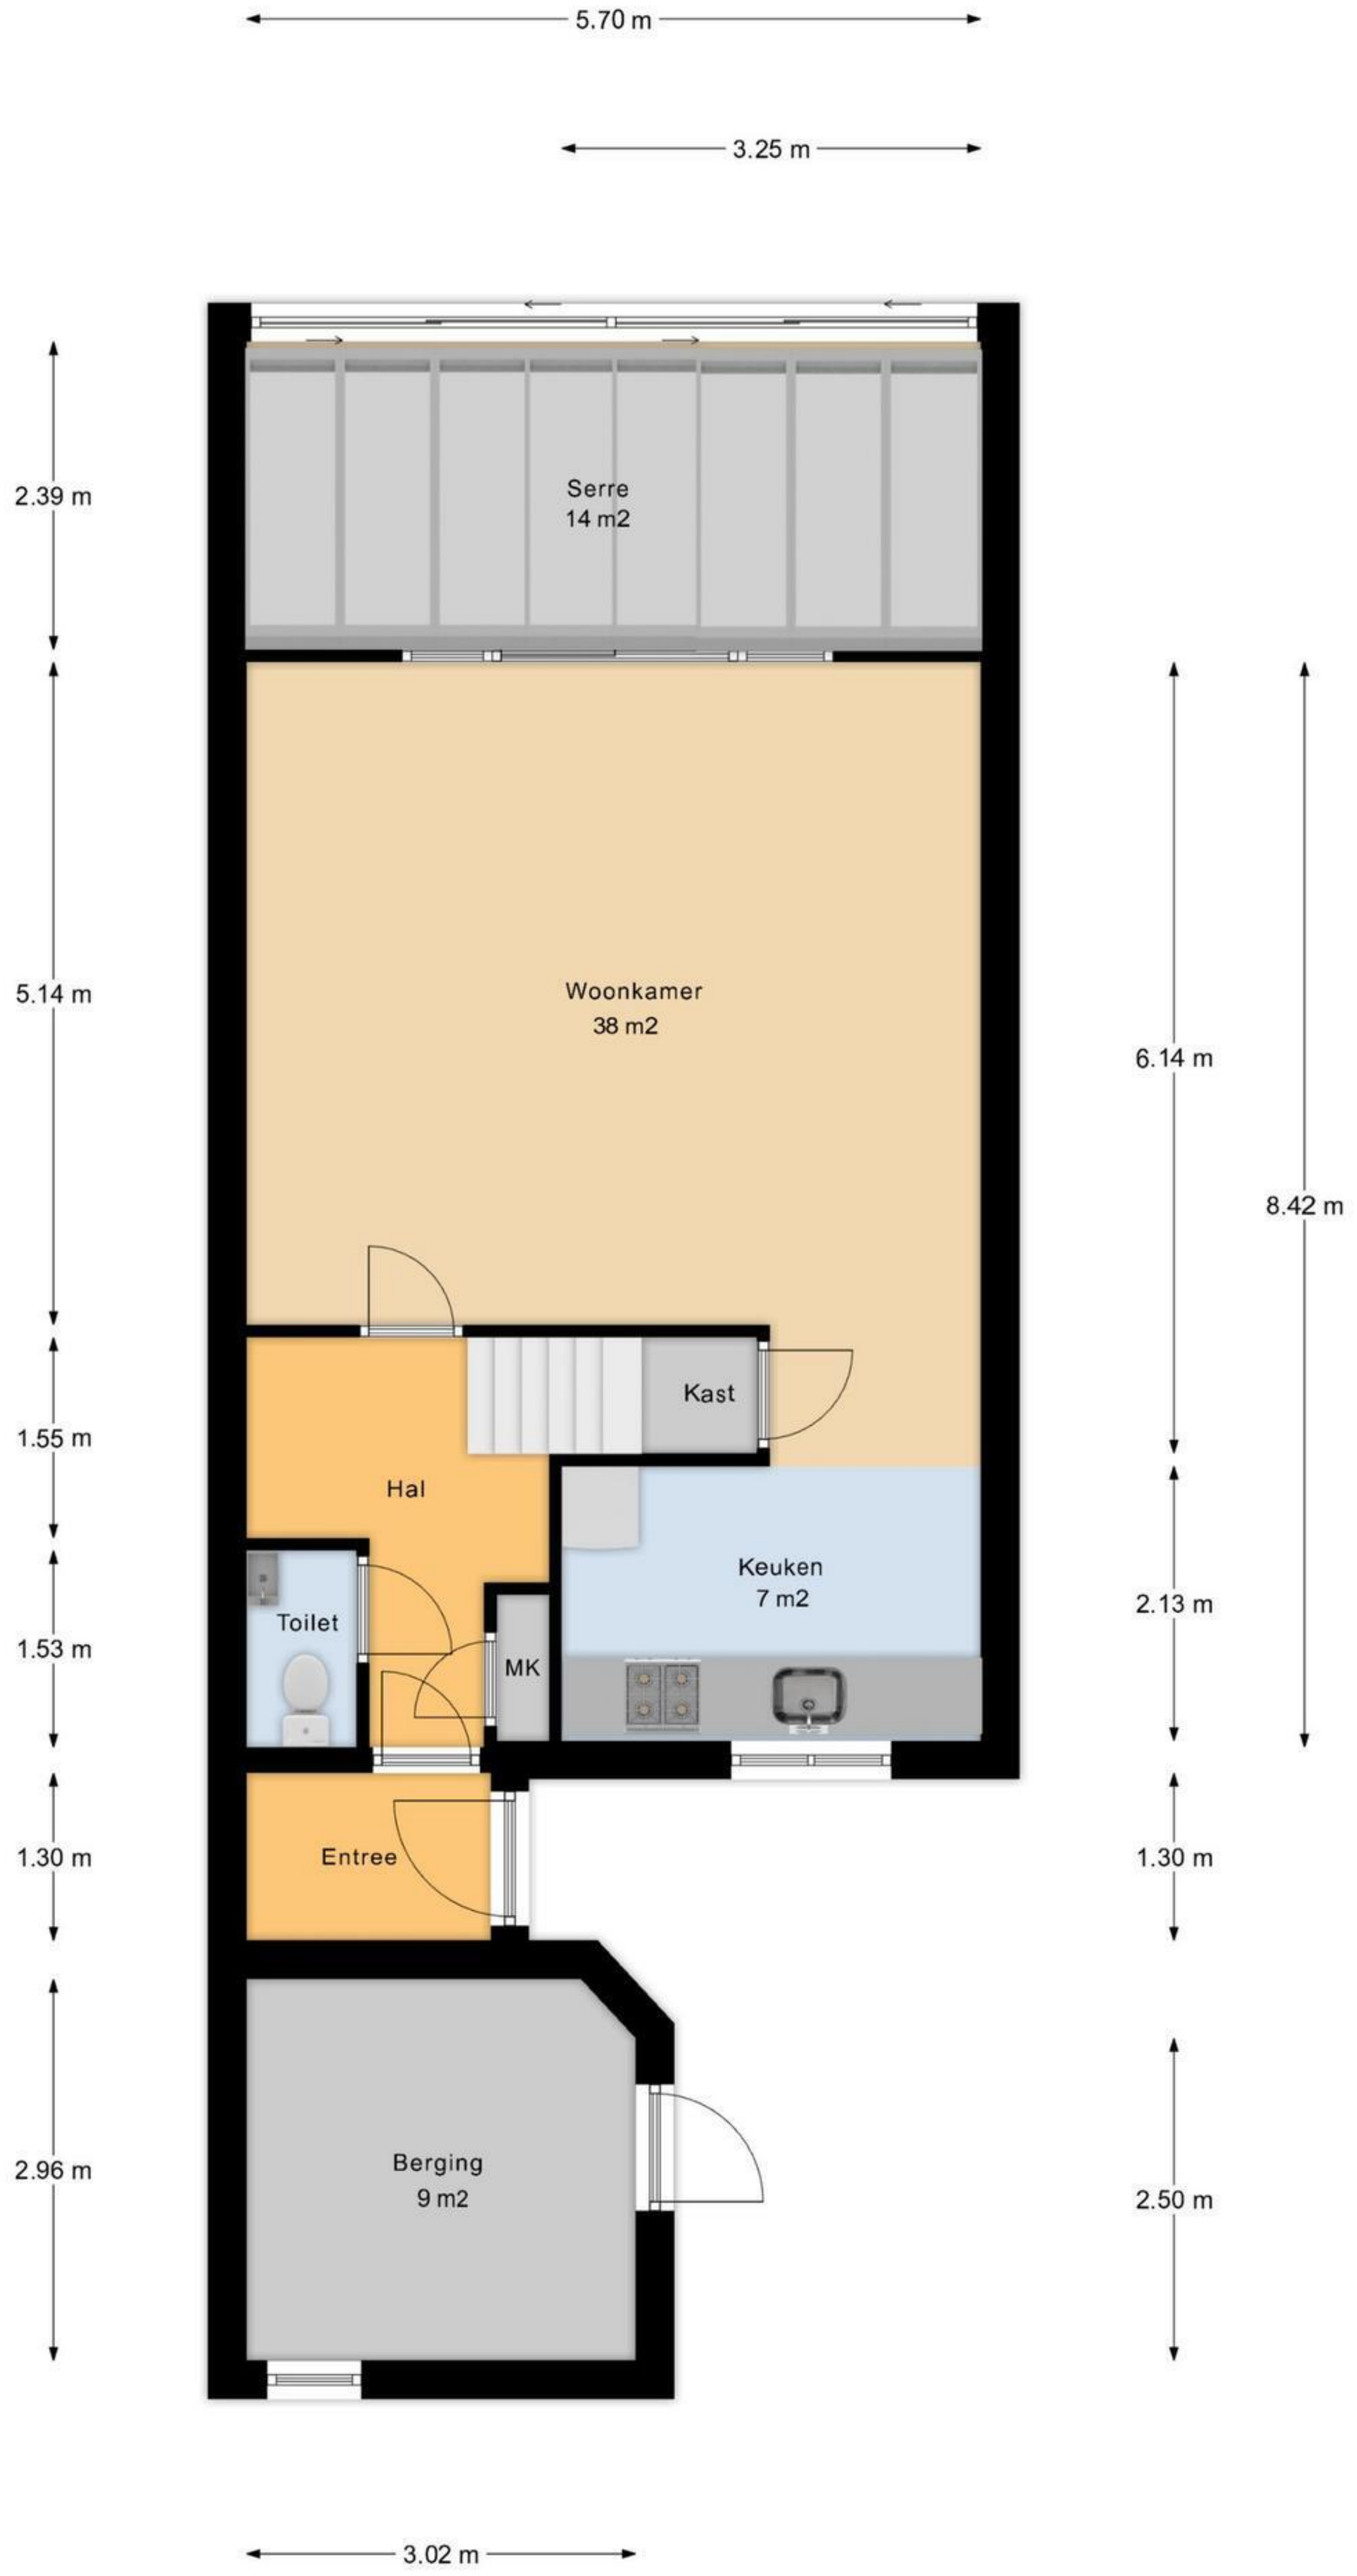 5.70 m
3.25 m
2.39 m
Serre
14 m2
5.14 m
Woonkamer
38 m2
6.14 m
8.42 m
Kast
1.55 m
Hal
Keuken
7 m2
2.13 m
Toilet
1.53 m
MK
1.30 m
Entree
1.30 m
2.96 m
Berging
9 m2
2.50 m
3.02 m